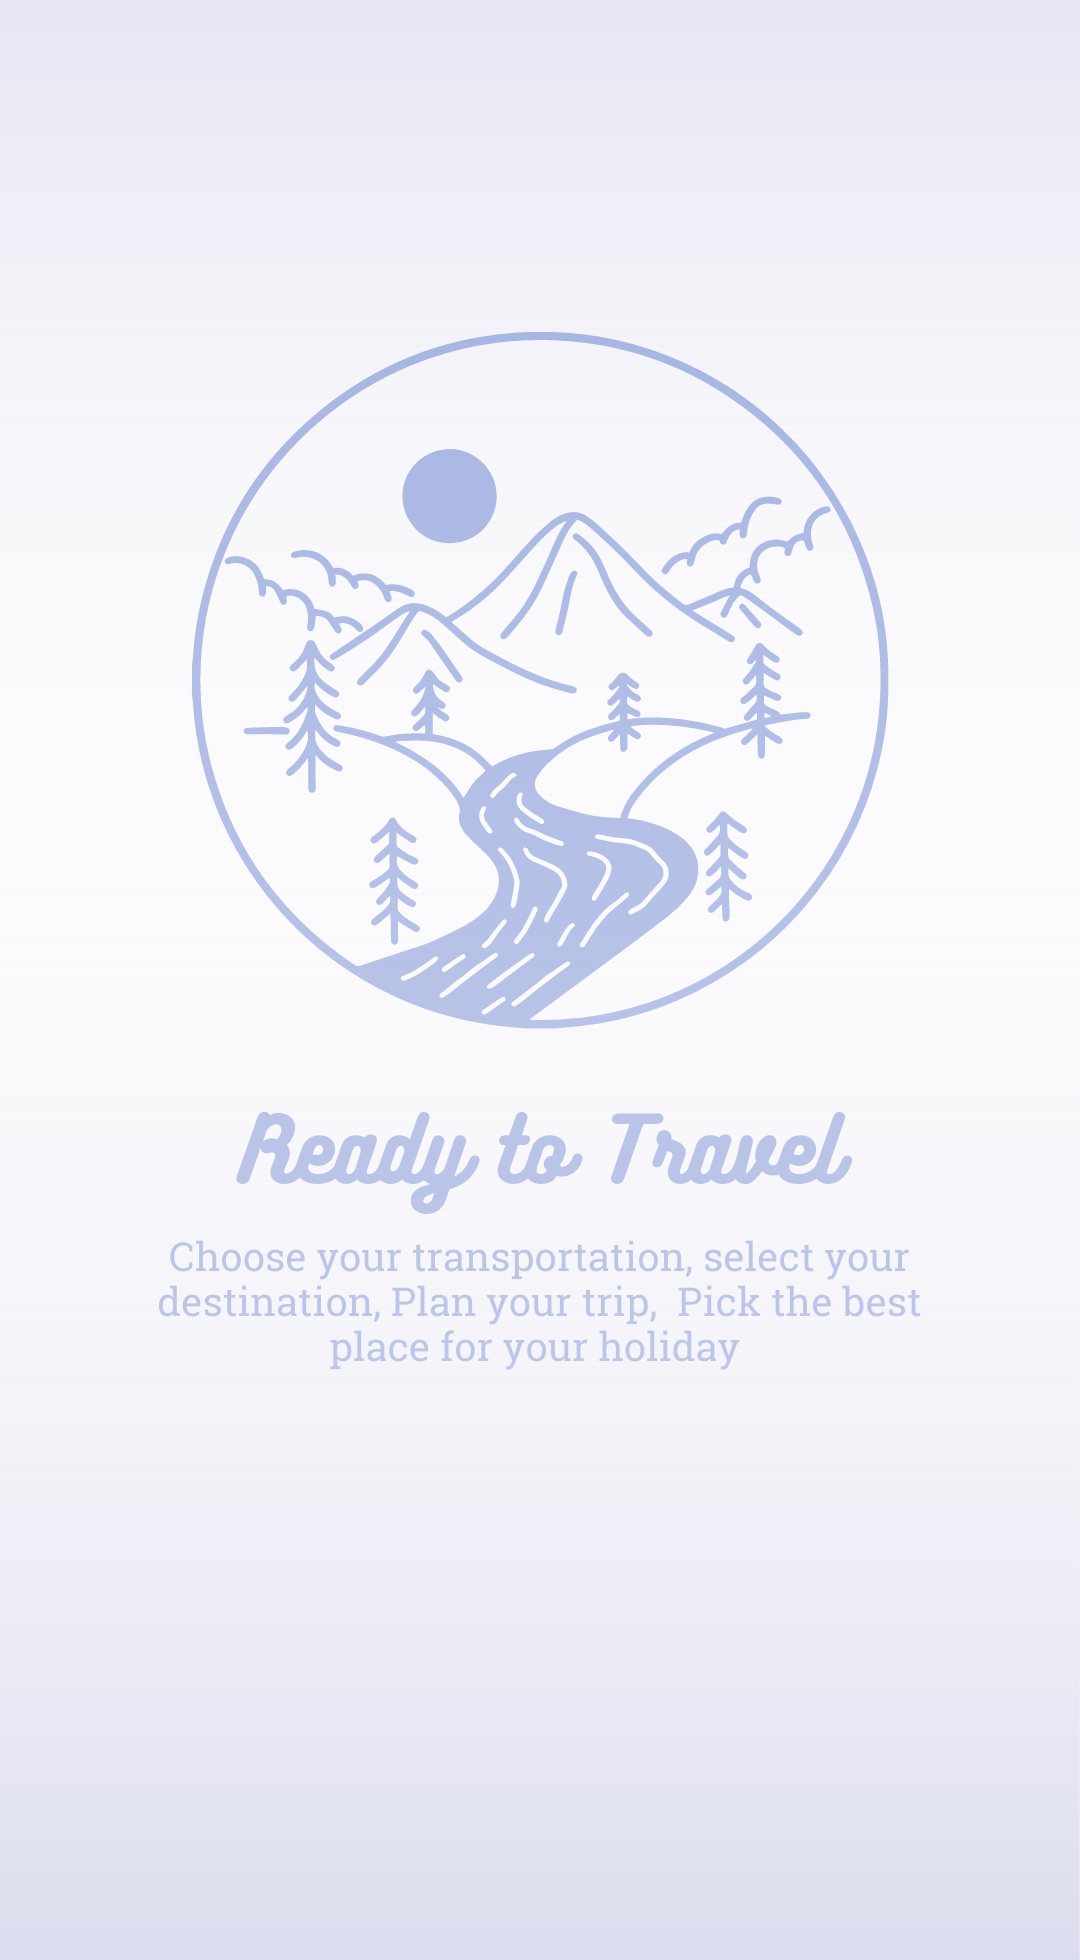 Ready to Travel
Choose your transportation, select your
destination, Plan your trip,  Pick the best
place for your holiday